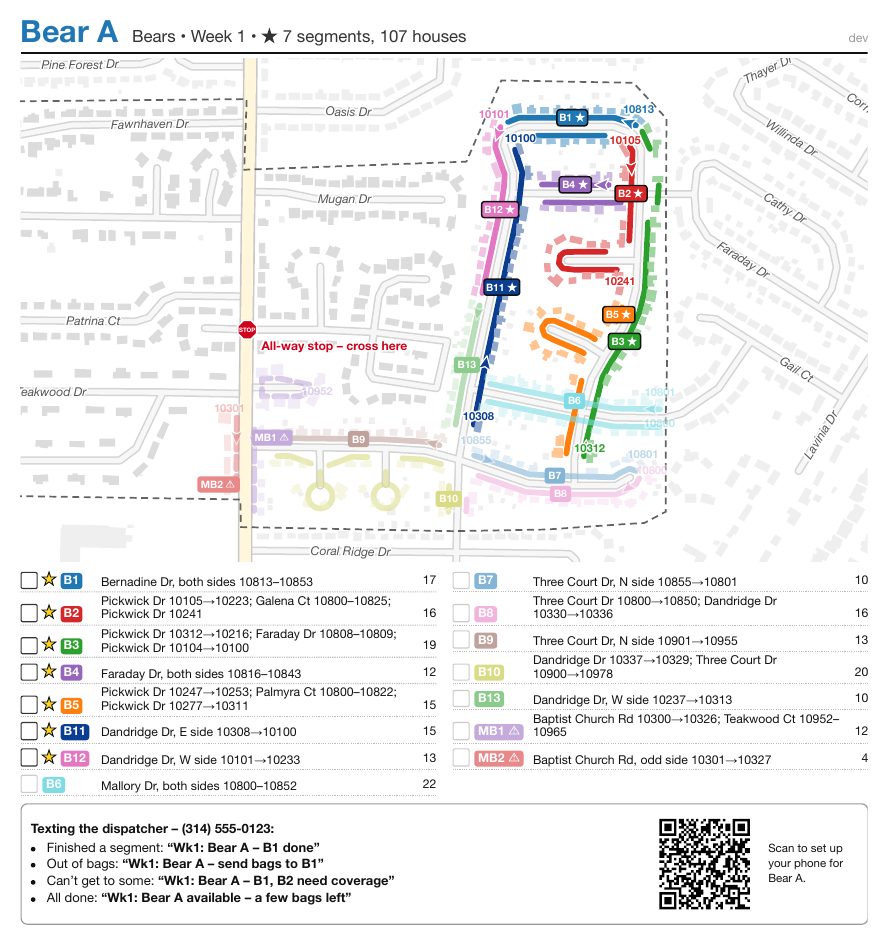 Bear A Bears • Week 1 • ★ 7 segments, 107 houses
dev
Pine Forest Dr
Thayer Dr
Oasis Dr
Fawnhaven Dr
Willinda Dr
10101
B1 ★
10813
10100
10105
Mugan Dr
B4 ★
B2 ★
B12 ★
Cathy Dr
Faraday Dr
10241
B11 ★
B5 ★
Patrina Ct
STOP
All-way stop – cross here
B3 ★
B13
Gail Ct
Teakwood Dr
10952
B6
10801
10301
10308
Lavinia Dr
MB1 ⚠
B9
10855
10312
10801
MB2 ⚠
B7
B10
B8
Coral Ridge Dr
★ B1 Bernadine Dr, both sides 10813–10853 17
★ B2 Pickwick Dr 10105→10223; Galena Ct 10800–10825;
Pickwick Dr 10241 16
★ B3 Pickwick Dr 10312→10216; Faraday Dr 10808–10809;
Pickwick Dr 10104→10100 19
★ B4 Faraday Dr, both sides 10816–10843 12
★ B5 Pickwick Dr 10247→10253; Palmyra Ct 10800–10822;
Pickwick Dr 10277→10311 15
★ B11 Dandridge Dr, E side 10308→10100 15
★ B12 Dandridge Dr, W side 10101→10233 13
B6 Mallory Dr, both sides 10800–10852 22
B7 Three Court Dr, N side 10855→10801 10
B8 Three Court Dr 10800→10850; Dandridge Dr
10330→10336 16
B9 Three Court Dr, N side 10901→10955 13
B10 Dandridge Dr 10337→10329; Three Court Dr
10900→10978 20
B13 Dandridge Dr, W side 10237→10313 10
MB1 ⚠ Baptist Church Rd 10300→10326; Teakwood Ct 10952–
10965 12
MB2 ⚠ Baptist Church Rd, odd side 10301→10327 4
Texting the dispatcher – (314) 555-0123:
• Finished a segment: “Wk1: Bear A – B1 done”
• Out of bags: “Wk1: Bear A – send bags to B1”
• Can’t get to some: “Wk1: Bear A – B1, B2 need coverage”
• All done: “Wk1: Bear A available – a few bags left”
Scan to set up
your phone for
Bear A.